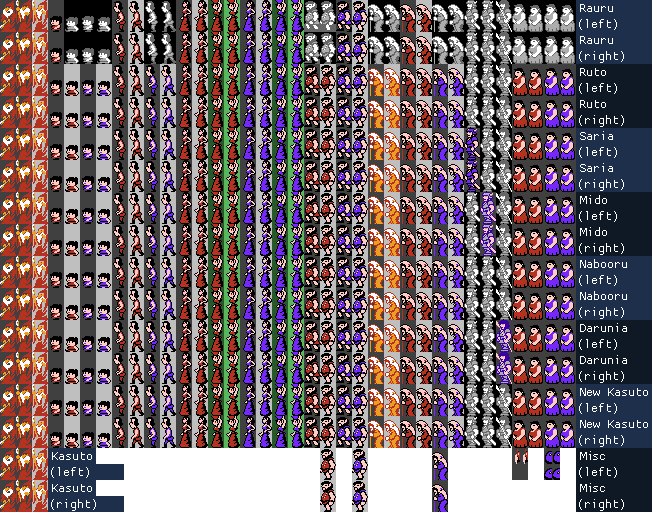 Rauru
(left)
Rauru
(right)
Ruto
(left)
Ruto
(right)
Saria
(left)
Saria
(right)
Mido
(left)
Mido
(right)
Nabooru
(left)
Nabooru
(right)
Darunia
(left)
Darunia
(right)
New Kasuto
(left)
New Kasuto
(right)
Kasuto
(left)
Misc
(left)
Kasuto
(right)
Misc
(right)